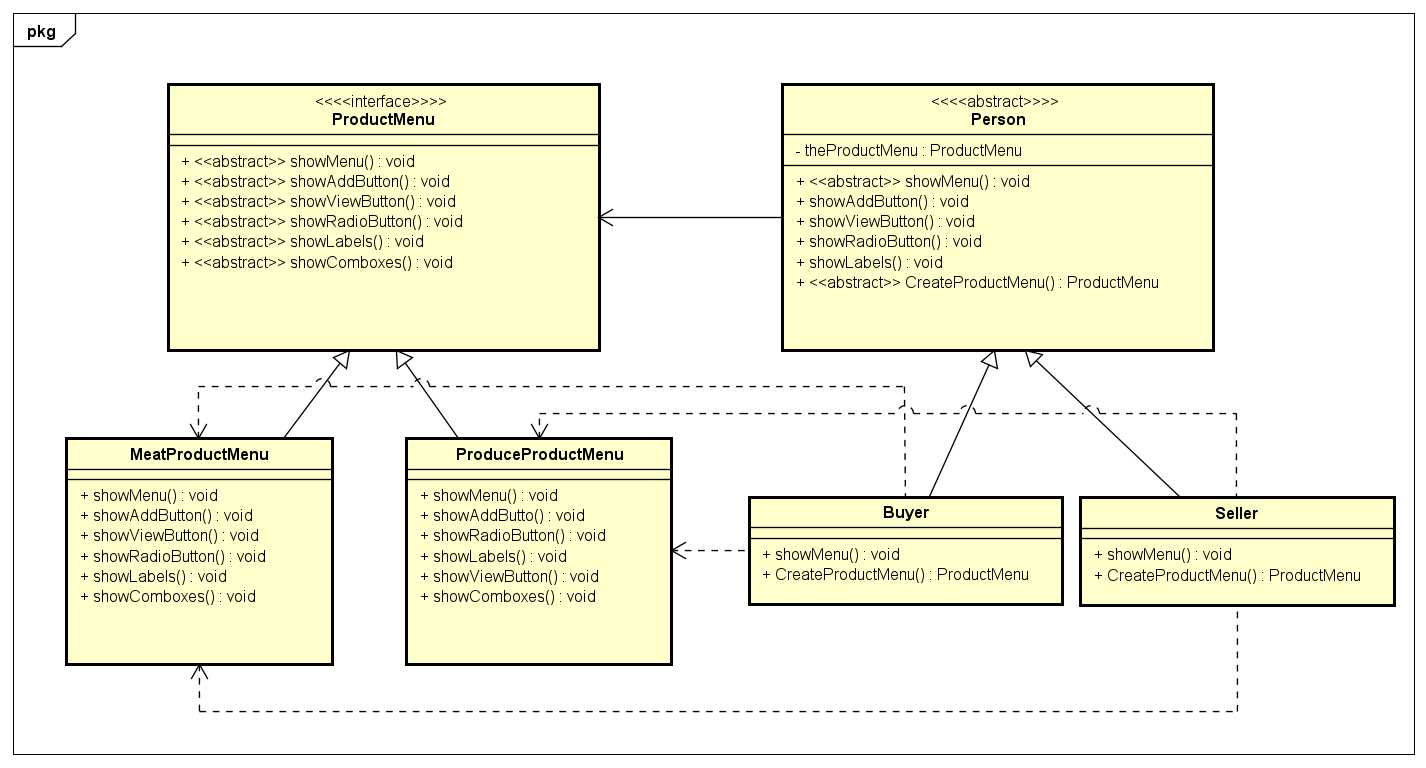 pkg
<<<<interface>>>>
ProductMenu
+ <<abstract>> showMenu() : void
+ <<abstract>> showAddButton() : void
+ <<abstract>> showViewButton() : void
+ <<abstract>> showRadioButton() : void
+ <<abstract>> showLabels() : void
+ <<abstract>> showComboxes() : void
<<<<abstract>>>>
Person
- theProductMenu : ProductMenu
+ <<abstract>> showMenu() : void
+ showAddButton() : void
+ showViewButton() : void
+ showRadioButton() : void
+ showLabels() : void
+ <<abstract>> CreateProductMenu() : ProductMenu
MeatProductMenu
+ showMenu() : void
+ showAddButton() : void
+ showViewButton() : void
+ showRadioButton() : void
+ showLabels() : void
+ showComboxes() : void
ProduceProductMenu
+ showMenu() : void
+ showAddButto() : void
+ showRadioButton() : void
+ showLabels() : void
+ showViewButton() : void
+ showComboxes() : void
Buyer
+ showMenu() : void
+ CreateProductMenu() : ProductMenu
Seller
+ showMenu() : void
+ CreateProductMenu() : ProductMenu